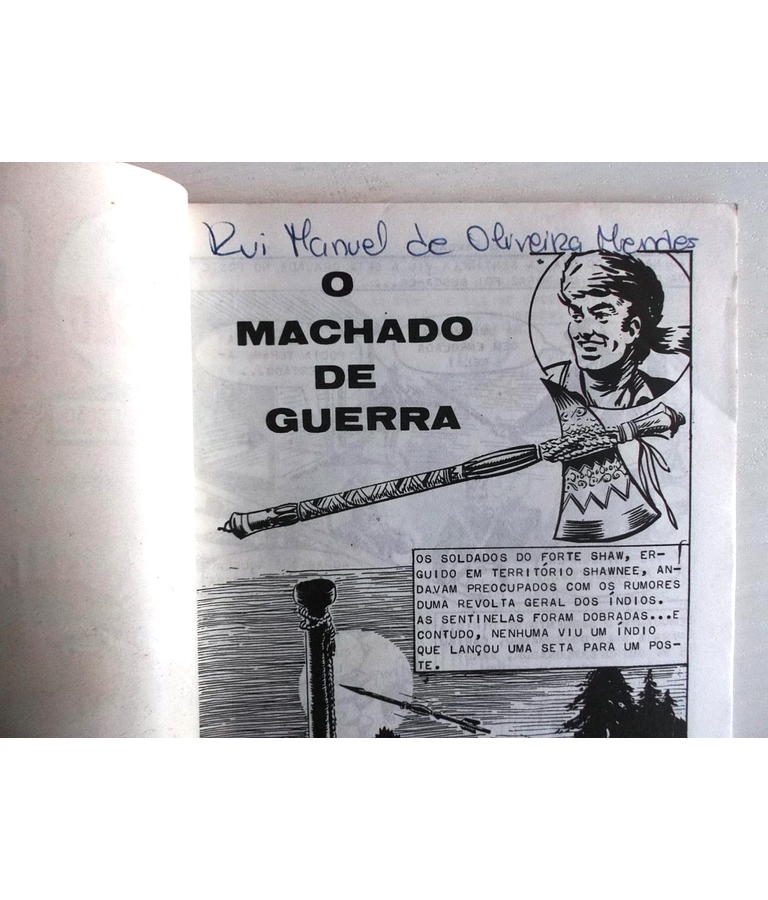 Rui Manuel de Oliveira Mendes
O
MACHADO
DE
GUERRA
OS SOLDADOS DO FORTE SHAW, ER-
GUIDO EM TERRITÓRIO SHAWNEE, AN-
DAVAM PREOCUPADOS COM OS RUMORES
DUMA REVOLTA GERAL DOS ÍNDIOS.
AS SENTINELAS FORAM DOBRADAS...E
CONTUDO, NENHUMA VIU UM ÍNDIO
QUE LANÇOU UMA SETA PARA UM POS-
TE.